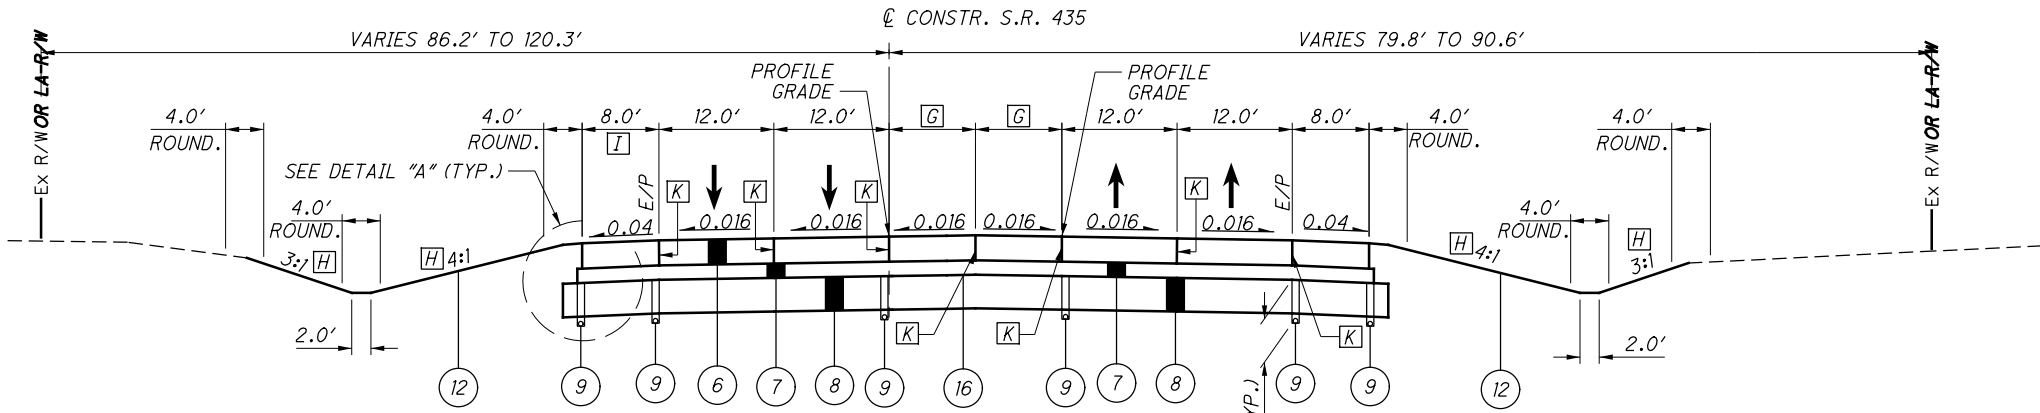 ℄ CONSTR. S.R. 435
VARIES 86.2' TO 120.3'
VARIES 79.8' TO 90.6'
Ex R/W OR LA R/W
Ex R/W OR LA R/W
PROFILE
GRADE
PROFILE
GRADE
4.0'
ROUND.
4.0'
ROUND.
8.0'
I
12.0'
12.0'
G
G
12.0'
12.0'
8.0'
4.0'
ROUND.
4.0'
ROUND.
SEE DETAIL "A" (TYP.)
E/P
K
K
K
K
E/P
4.0'
ROUND.
4.0'
ROUND.
0.04
0.016
0.016
0.016
0.016
0.016
0.016
0.04
3:1
H
H
4:1
H
4:1
H
3:1
K
K
K
2.0'
2.0'
12
9
9
6
7
8
9
16
9
7
8
9
9
12